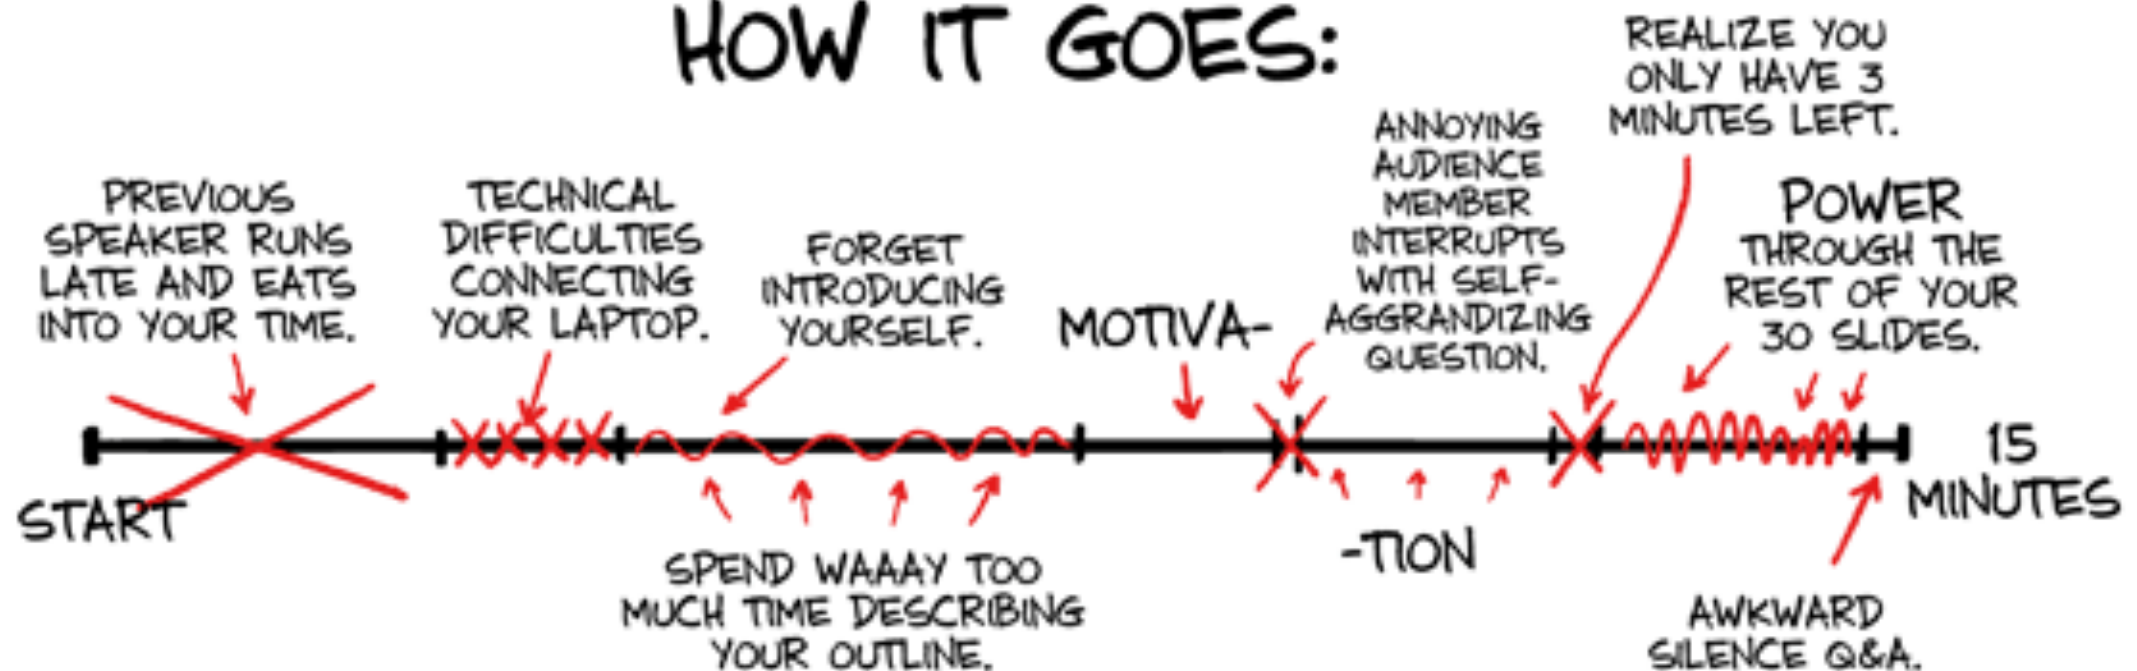 HOW IT GOES:
PREVIOUS
SPEAKER RUNS
LATE AND EATS
INTO YOUR TIME.
TECHNICAL
DIFFICULTIES
CONNECTING
YOUR LAPTOP.
FORGET
INTRODUCING
YOURSELF.
MOTIVA-
ANNOYING
AUDIENCE
MEMBER
INTERRUPTS
WITH SELF-
AGGRANDIZING
QUESTION.
REALIZE YOU
ONLY HAVE 3
MINUTES LEFT.
POWER
THROUGH THE
REST OF YOUR
30 SLIDES.
START
15
MINUTES
SPEND WAAAY TOO
MUCH TIME DESCRIBING
YOUR OUTLINE.
-TION
AWKWARD
SILENCE Q&A.